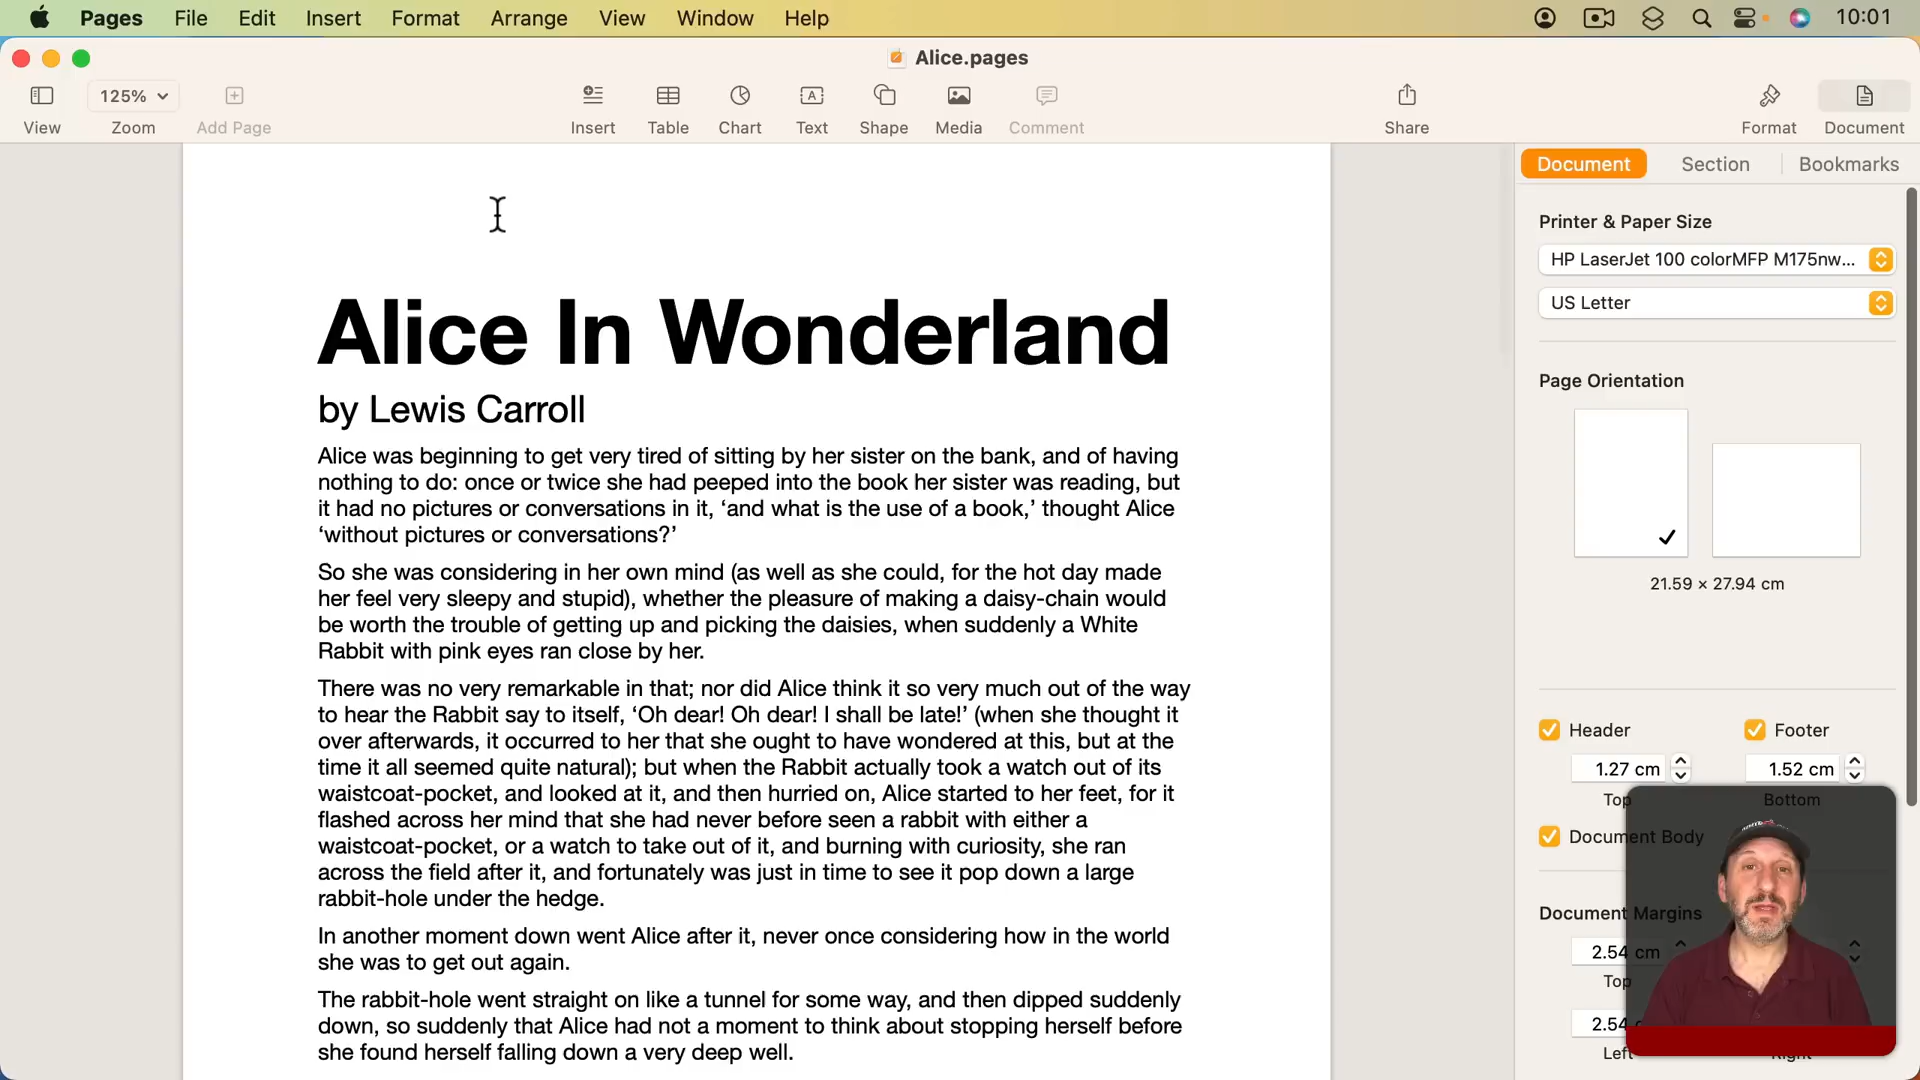 Pages File Edit Insert Format Arrange View Window Help 10:01
Alice.pages
125%
View Zoom Add Page Insert Table Chart Text Shape Media Comment Share Format Document
Document Section Bookmarks
Printer & Paper Size
HP LaserJet 100 colorMFP M175nw...
US Letter
Page Orientation
21.59 × 27.94 cm
Header Footer
1.27 cm 1.52 cm
Top Bottom
Document Body
Document Margins
2.54 cm
Top
2.54
Left Right
Alice In Wonderland
by Lewis Carroll
Alice was beginning to get very tired of sitting by her sister on the bank, and of having
nothing to do: once or twice she had peeped into the book her sister was reading, but
it had no pictures or conversations in it, ‘and what is the use of a book,’ thought Alice
‘without pictures or conversations?’
So she was considering in her own mind (as well as she could, for the hot day made
her feel very sleepy and stupid), whether the pleasure of making a daisy-chain would
be worth the trouble of getting up and picking the daisies, when suddenly a White
Rabbit with pink eyes ran close by her.
There was no very remarkable in that; nor did Alice think it so very much out of the way
to hear the Rabbit say to itself, ‘Oh dear! Oh dear! I shall be late!’ (when she thought it
over afterwards, it occurred to her that she ought to have wondered at this, but at the
time it all seemed quite natural); but when the Rabbit actually took a watch out of its
waistcoat-pocket, and looked at it, and then hurried on, Alice started to her feet, for it
flashed across her mind that she had never before seen a rabbit with either a
waistcoat-pocket, or a watch to take out of it, and burning with curiosity, she ran
across the field after it, and fortunately was just in time to see it pop down a large
rabbit-hole under the hedge.
In another moment down went Alice after it, never once considering how in the world
she was to get out again.
The rabbit-hole went straight on like a tunnel for some way, and then dipped suddenly
down, so suddenly that Alice had not a moment to think about stopping herself before
she found herself falling down a very deep well.